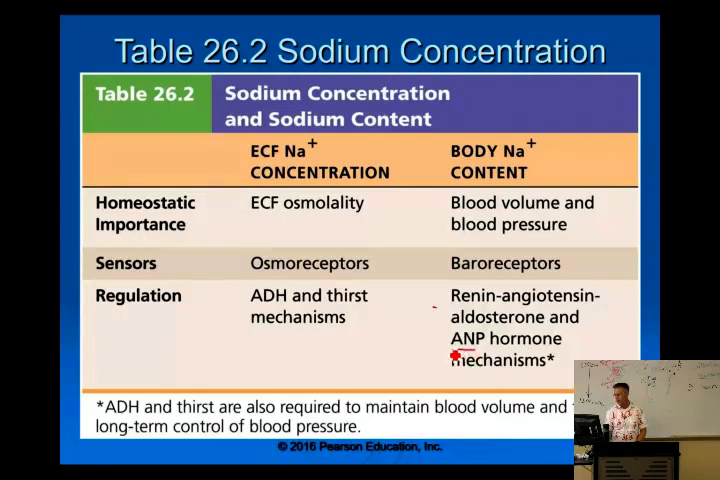 Table 26.2 Sodium Concentration
Table 26.2 Sodium Concentration
and Sodium Content
ECF Na+ BODY Na+
CONCENTRATION CONTENT
Homeostatic ECF osmolality Blood volume and
Importance blood pressure
Sensors Osmoreceptors Baroreceptors
Regulation ADH and thirst Renin-angiotensin-
mechanisms aldosterone and
ANP hormone
mechanisms*
*ADH and thirst are also required to maintain blood volume and
long-term control of blood pressure.
© 2016 Pearson Education, Inc.